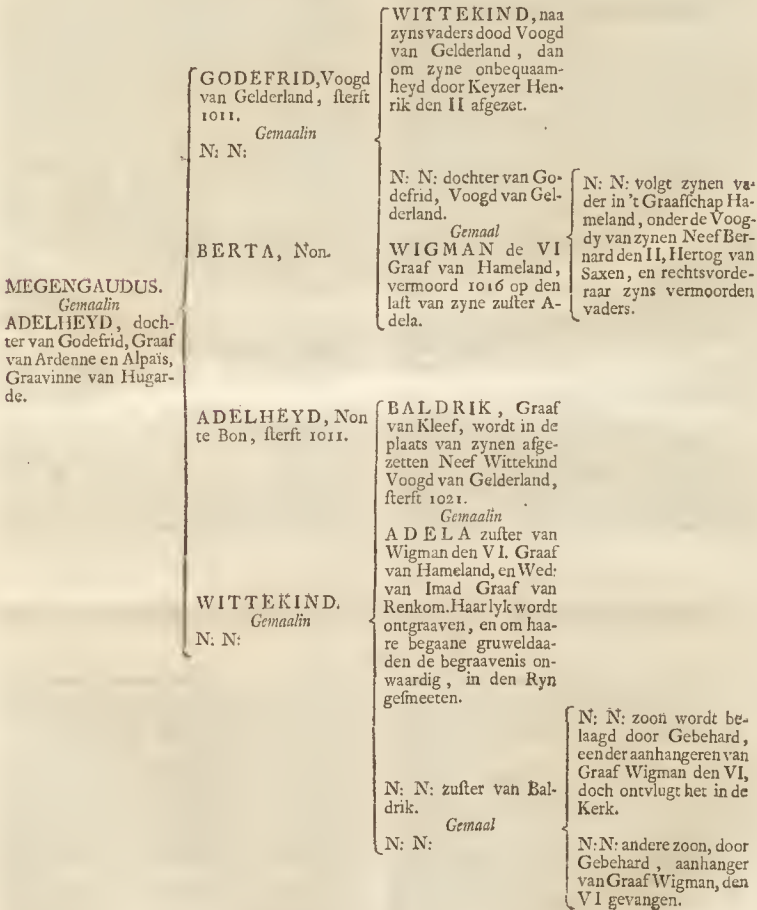 MEGENGAUDUS.
Gemaalin
ADELHEYD, doch-
ter van Godefrid, Graaf
van Ardenne en Alpaïs,
Graavinne van Hugar-
de.
GODEFRID, Voogd
van Gelderland, ſterft
1011.
Gemaalin
N: N:
WITTEKIND, naa
zyns vaders dood Voogd
van Gelderland, dan
om zyne onbequaam-
heyd door Keyzer Hen-
rik den II afgezet.
N: N: dochter van Go-
defrid, Voogd van Gel-
derland.
Gemaal
WIGMAN de VI
Graaf van Hameland,
vermoord 1016 op den
laſt van zyne zuſter A-
dela.
N: N: volgt zynen va-
der in 't Graaffchap Ha-
meland, onder de Voog-
dy van zynen Neef Ber-
nard den II, Hertog van
Saxen, en rechtsvorde-
raar zyns vermoorden
vaders.
BERTA, Non.
ADELHEYD, Non
te Bon, ſterft 1011.
WITTEKIND.
Gemaalin
N: N:
BALDRIK, Graaf
van Kleef, wordt in de
plaats van zynen afge-
zetten Neef Wittekind
Voogd van Gelderland,
ſterft 1021.
Gemaalin
ADELA zuſter van
Wigman den VI. Graaf
van Hameland, en Wed:
van Imad Graaf van
Renkom. Haar lyk wordt
ontgraaven, en om haa-
re begaane gruweldaa-
den de begraavenis on-
waardig, in den Ryn
geſmeeten.
N: N: zuſter van Bal-
drik.
Gemaal
N: N:
N: N: zoon wordt be-
laagd door Gebehard,
een der aanhangeren van
Graaf Wigman den VI,
doch ontvlugt het in de
Kerk.
N: N: andere zoon, door
Gebehard, aanhanger
van Graaf Wigman, den
VI gevangen.